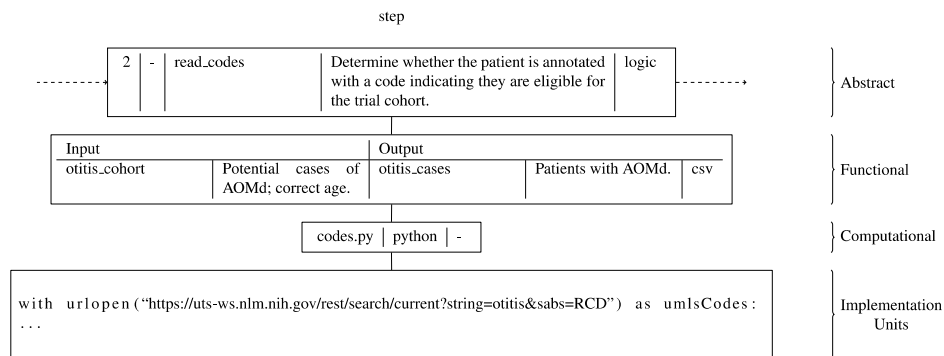 step
2 - read_codes Determine whether the patient is annotated logic
with a code indicating they are eligible for
the trial cohort.
Abstract
Input Output
otitis_cohort Potential cases of otitis_cases Patients with AOMd. csv
AOMd; correct age.
Functional
codes.py python -
Computational
with urlopen(“https://uts-ws.nlm.nih.gov/rest/search/current?string=otitis&sabs=RCD”) as umlsCodes:
...
Implementation
Units